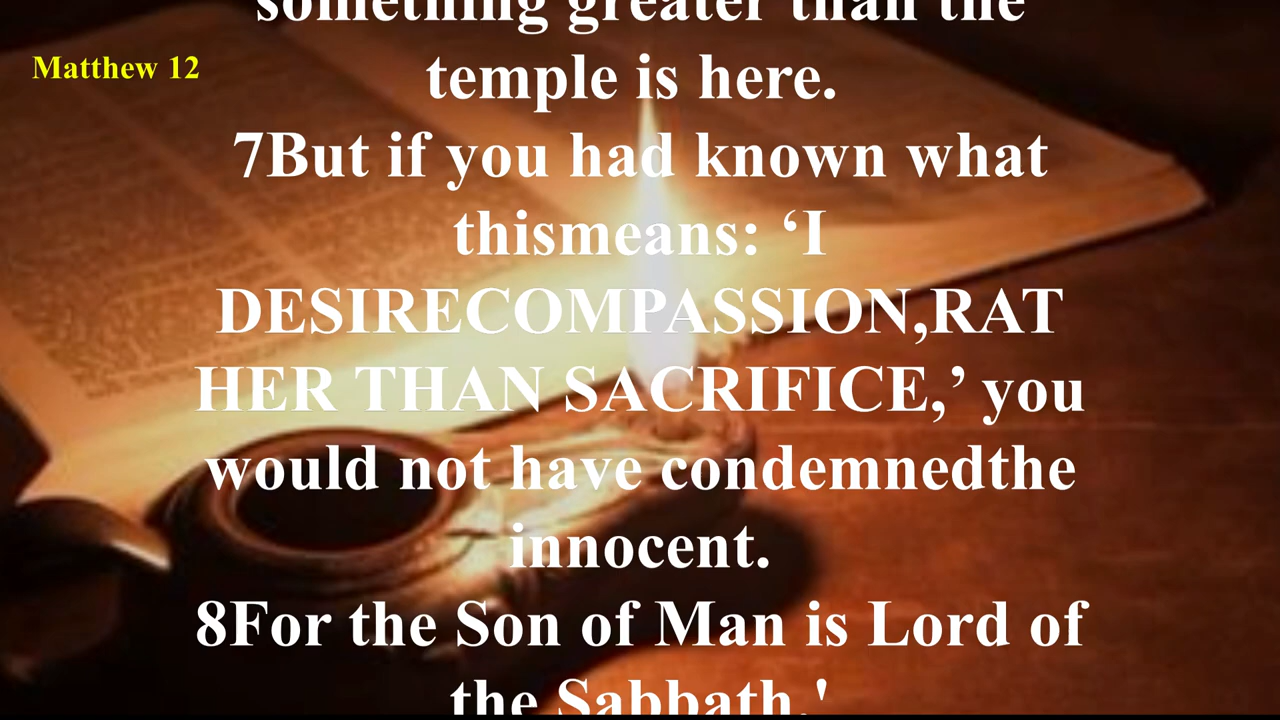 something greater than the
Matthew 12
temple is here.
7But if you had known what
thismeans: ‘I
DESIRECOMPASSION,RAT
HER THAN SACRIFICE,’ you
would not have condemnedthe
innocent.
8For the Son of Man is Lord of
the Sabbath.'